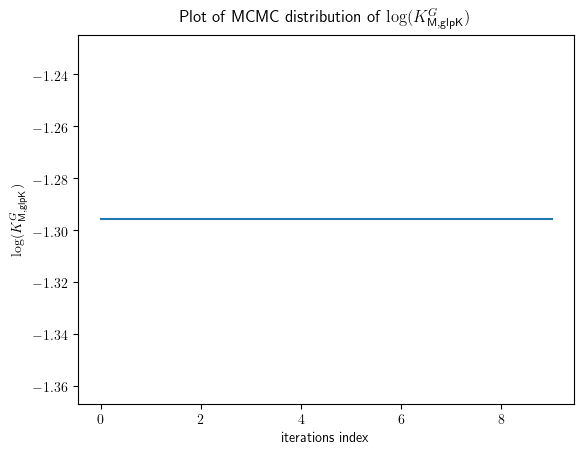 Plot of MCMC distribution of log(K^G_{M,glpK})
log(K^G_{M,glpK})
−1.24
−1.26
−1.28
−1.30
−1.32
−1.34
−1.36
0 2 4 6 8
iterations index